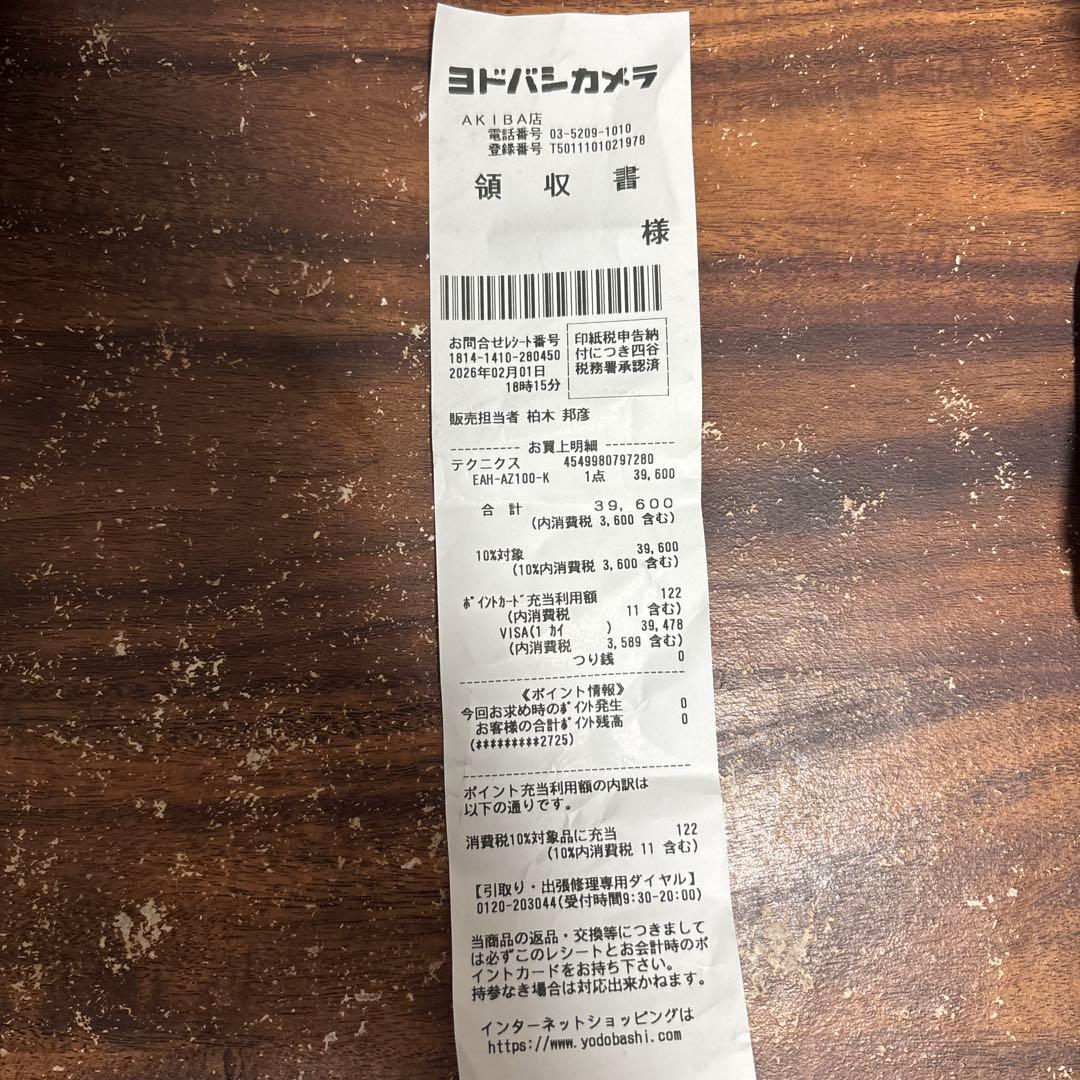 ヨドバシカメラ
AKIBA店
電話番号 03-5209-1010
登録番号 T5011101021978
領 収 書
様
お問合せﾚｼｰﾄ番号
1814-1410-280450
2026年02月01日
18時15分
印紙税申告納
付につき四谷
税務署承認済
販売担当者 柏木 邦彦
---------- お買上明細 ----------
テクニクス 4549980797280
EAH-AZ100-K 1点 39,600
合 計 39,600
(内消費税 3,600 含む)
10%対象 39,600
(10%内消費税 3,600 含む)
ﾎﾟｲﾝﾄｶｰﾄﾞ充当利用額 122
(内消費税 11 含む)
VISA(1 ｶｲ ) 39,478
(内消費税 3,589 含む)
つり銭 0
--------------------------------
《ポイント情報》
今回お求め時のﾎﾟｲﾝﾄ発生 0
お客様の合計ﾎﾟｲﾝﾄ残高 0
(*********2725)
--------------------------------
ポイント充当利用額の内訳は
以下の通りです。
消費税10%対象品に充当 122
(10%内消費税 11 含む)
【引取り・出張修理専用ダイヤル】
0120-203044(受付時間9:30-20:00)
当商品の返品・交換等につきまして
は必ずこのレシートとお会計時のポ
イントカードをお持ち下さい。
持参なき場合は対応出来かねます。
インターネットショッピングは
https://www.yodobashi.com